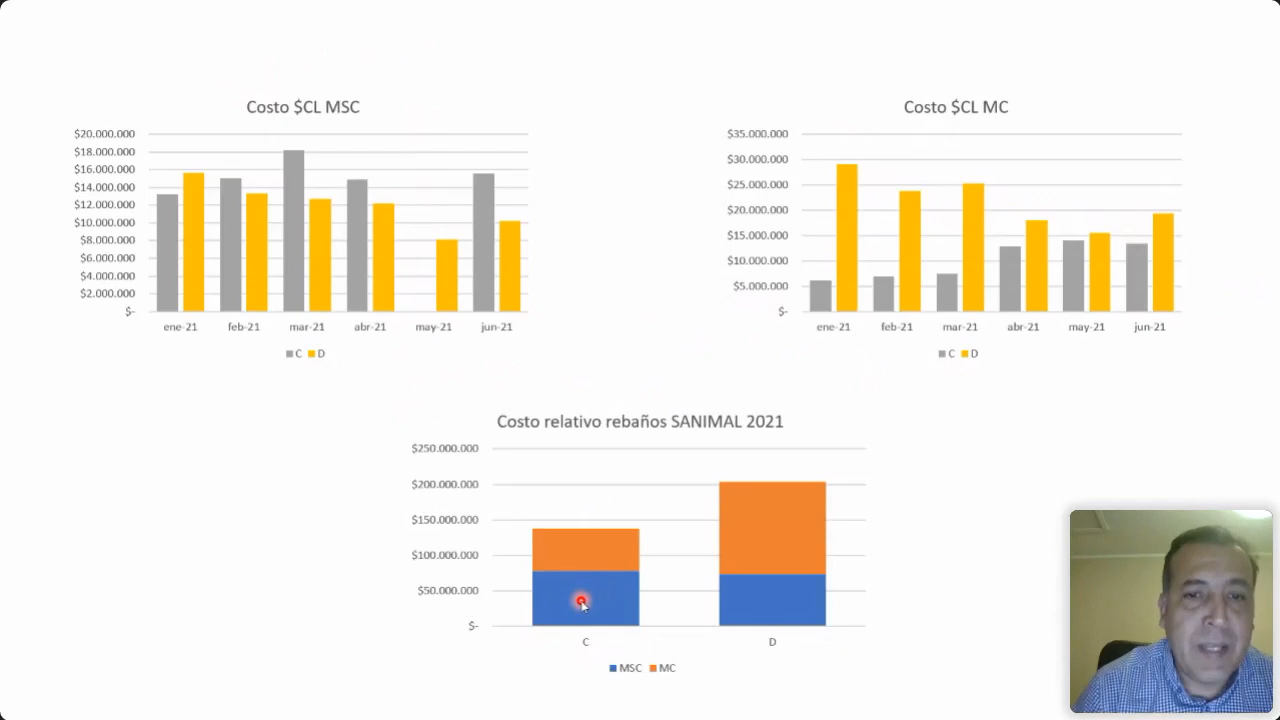 Costo $CL MSC
$20.000.000
$18.000.000
$16.000.000
$14.000.000
$12.000.000
$10.000.000
$8.000.000
$6.000.000
$4.000.000
$2.000.000
$-
ene-21 feb-21 mar-21 abr-21 may-21 jun-21
C D
Costo $CL MC
$35.000.000
$30.000.000
$25.000.000
$20.000.000
$15.000.000
$10.000.000
$5.000.000
$-
ene-21 feb-21 mar-21 abr-21 may-21 jun-21
C D
Costo relativo rebaños SANIMAL 2021
$250.000.000
$200.000.000
$150.000.000
$100.000.000
$50.000.000
$-
C D
MSC MC